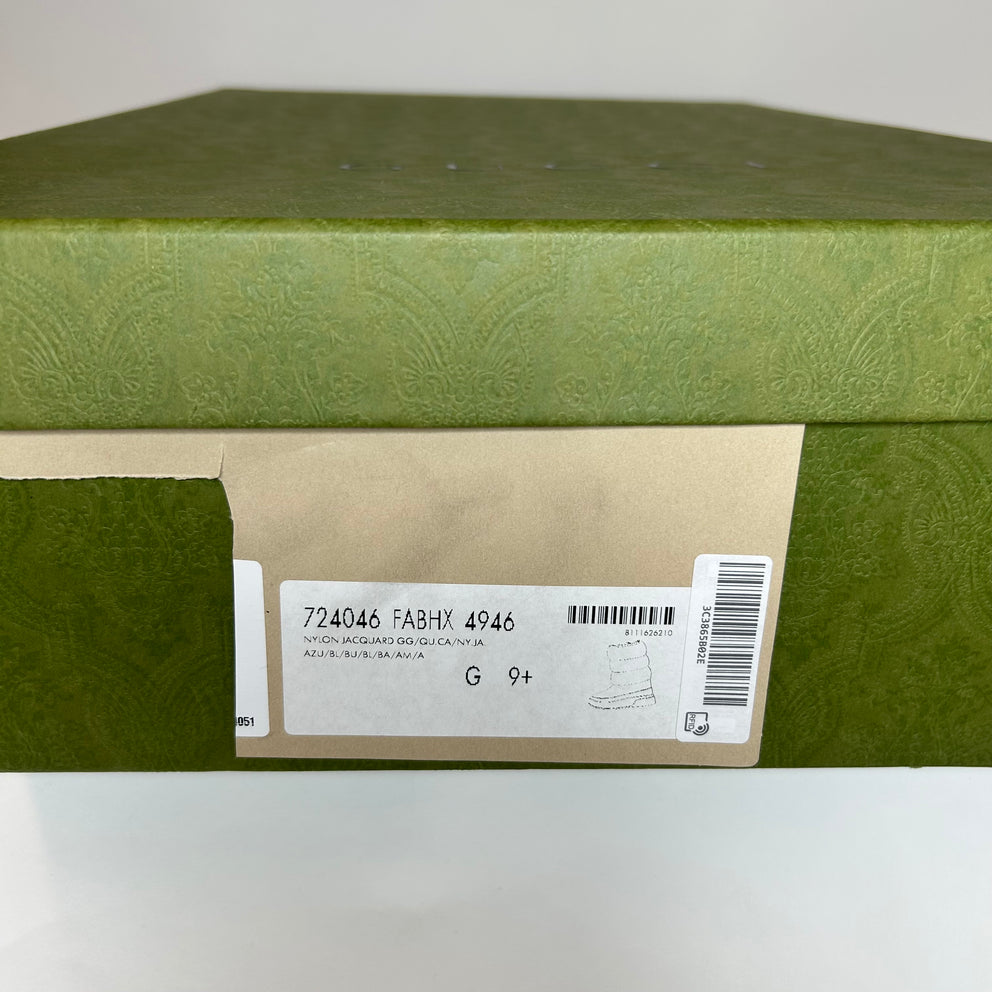 724046 FABHX 4946
NYLON JACQUARD GG/QU.CA/NY.JA.
AZU/BL/BU/BL/BA/AM/A
G 9+
8111626210
3C3865B02E
RFID
051